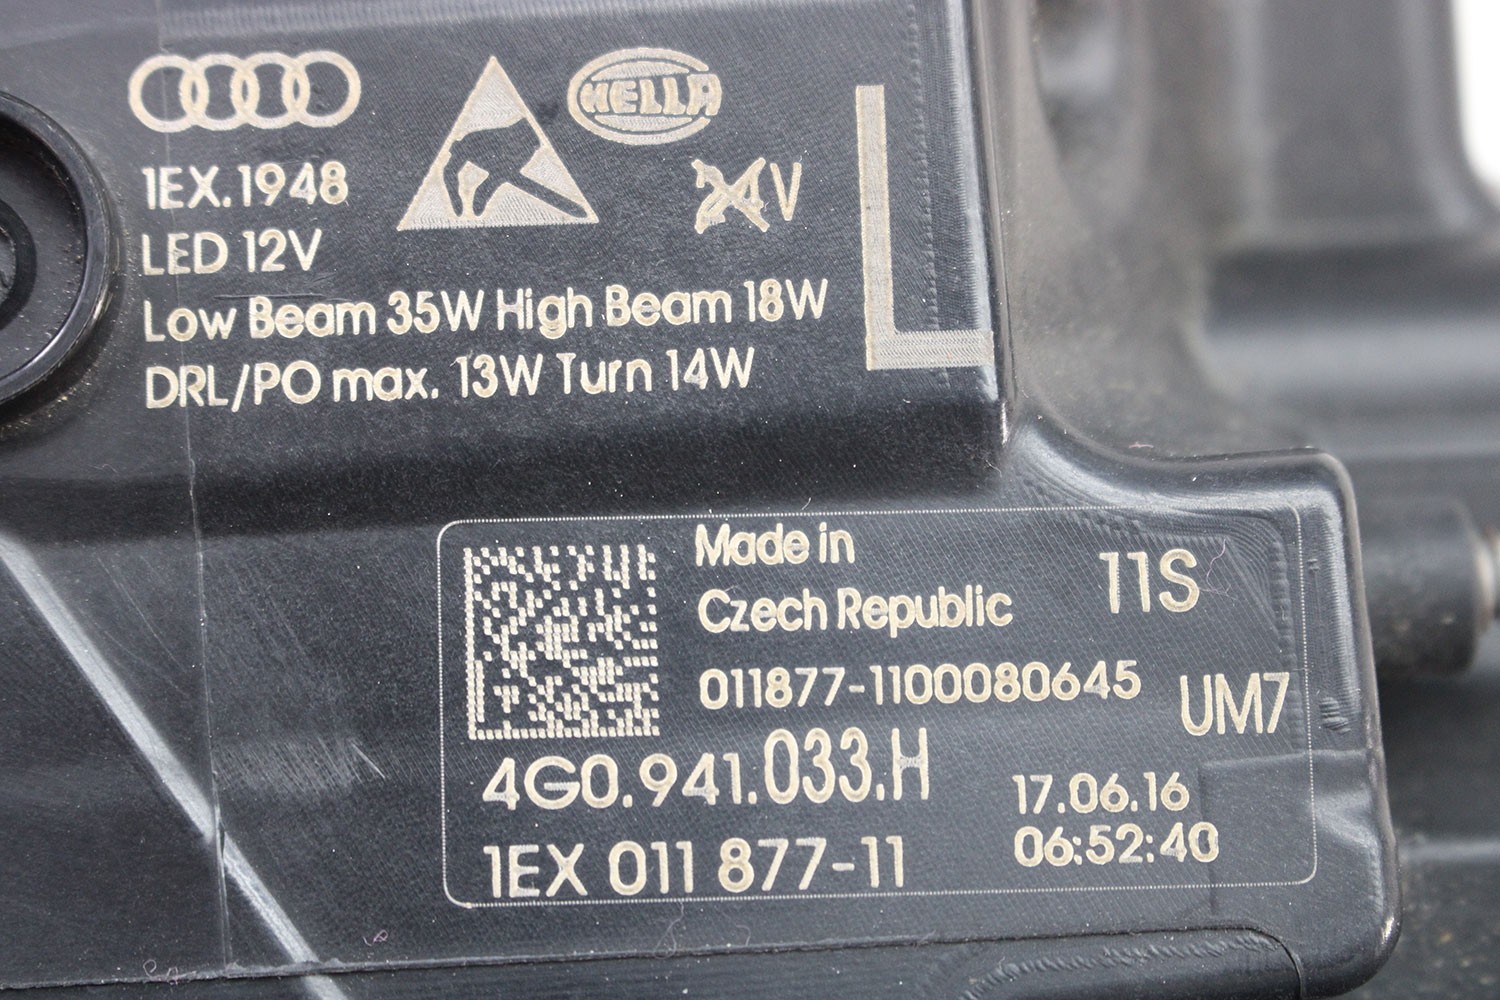 1EX.1948
HELLA
24V
L
LED 12V
Low Beam 35W High Beam 18W
DRL/PO max. 13W Turn 14W
Made in
Czech Republic
11S
011877-1100080645
UM7
4G0.941.033.H
17.06.16
1EX 011 877-11
06:52:40